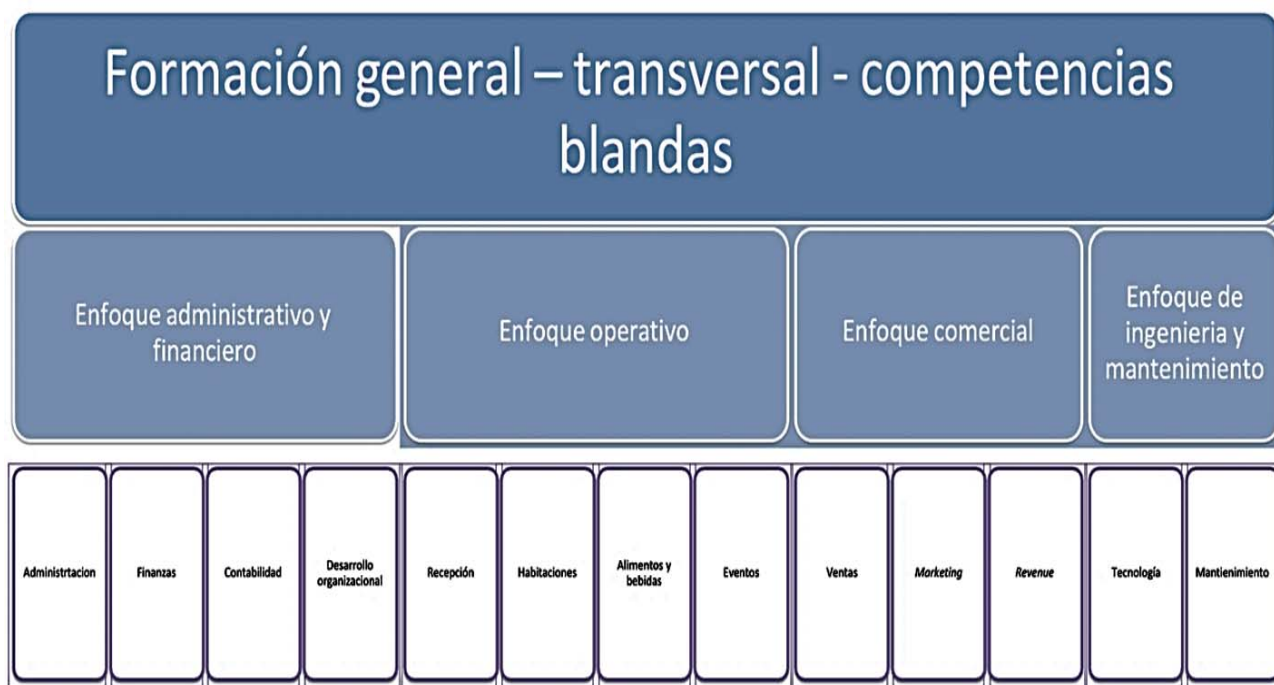 Formación general – transversal - competencias
blandas
Enfoque administrativo y
financiero
Enfoque operativo
Enfoque comercial
Enfoque de
ingenieria y
mantenimiento
Administrtacion
Finanzas
Contabilidad
Desarrollo
organizacional
Recepción
Habitaciones
Alimentos y
bebidas
Eventos
Ventas
Marketing
Revenue
Tecnología
Mantienimiento